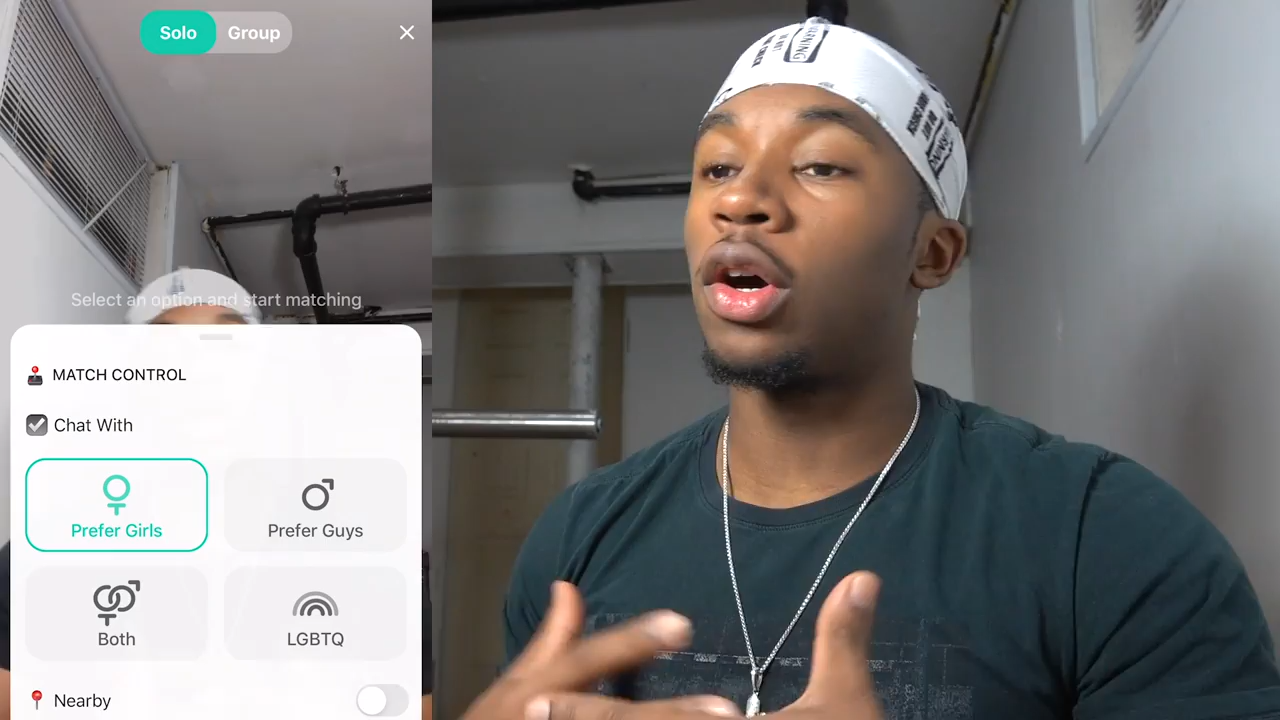 Solo
Group
Select an option and start matching
MATCH CONTROL
Chat With
Prefer Girls
Prefer Guys
Both
LGBTQ
Nearby
WARNING